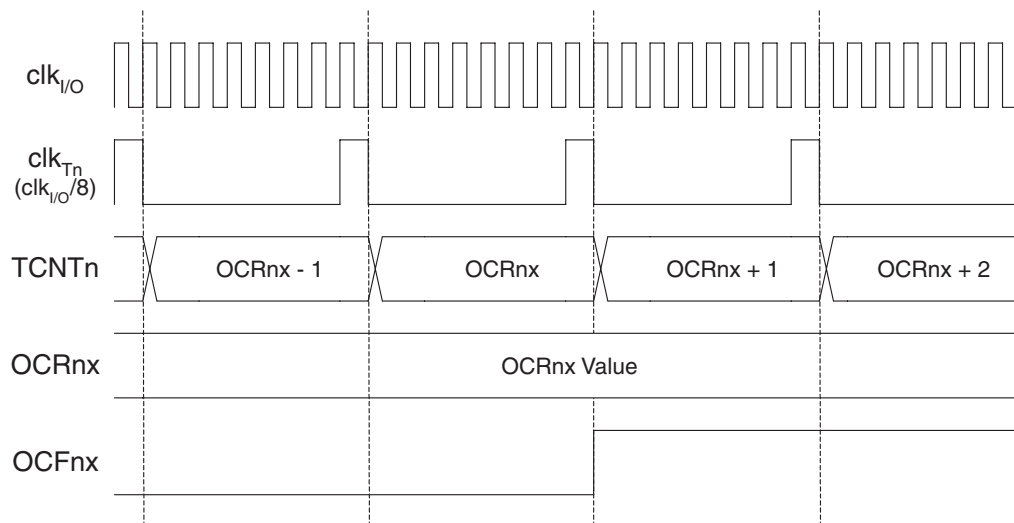 clkI/O
clkTn
(clkI/O/8)
TCNTn
OCRnx - 1
OCRnx
OCRnx + 1
OCRnx + 2
OCRnx
OCRnx Value
OCFnx